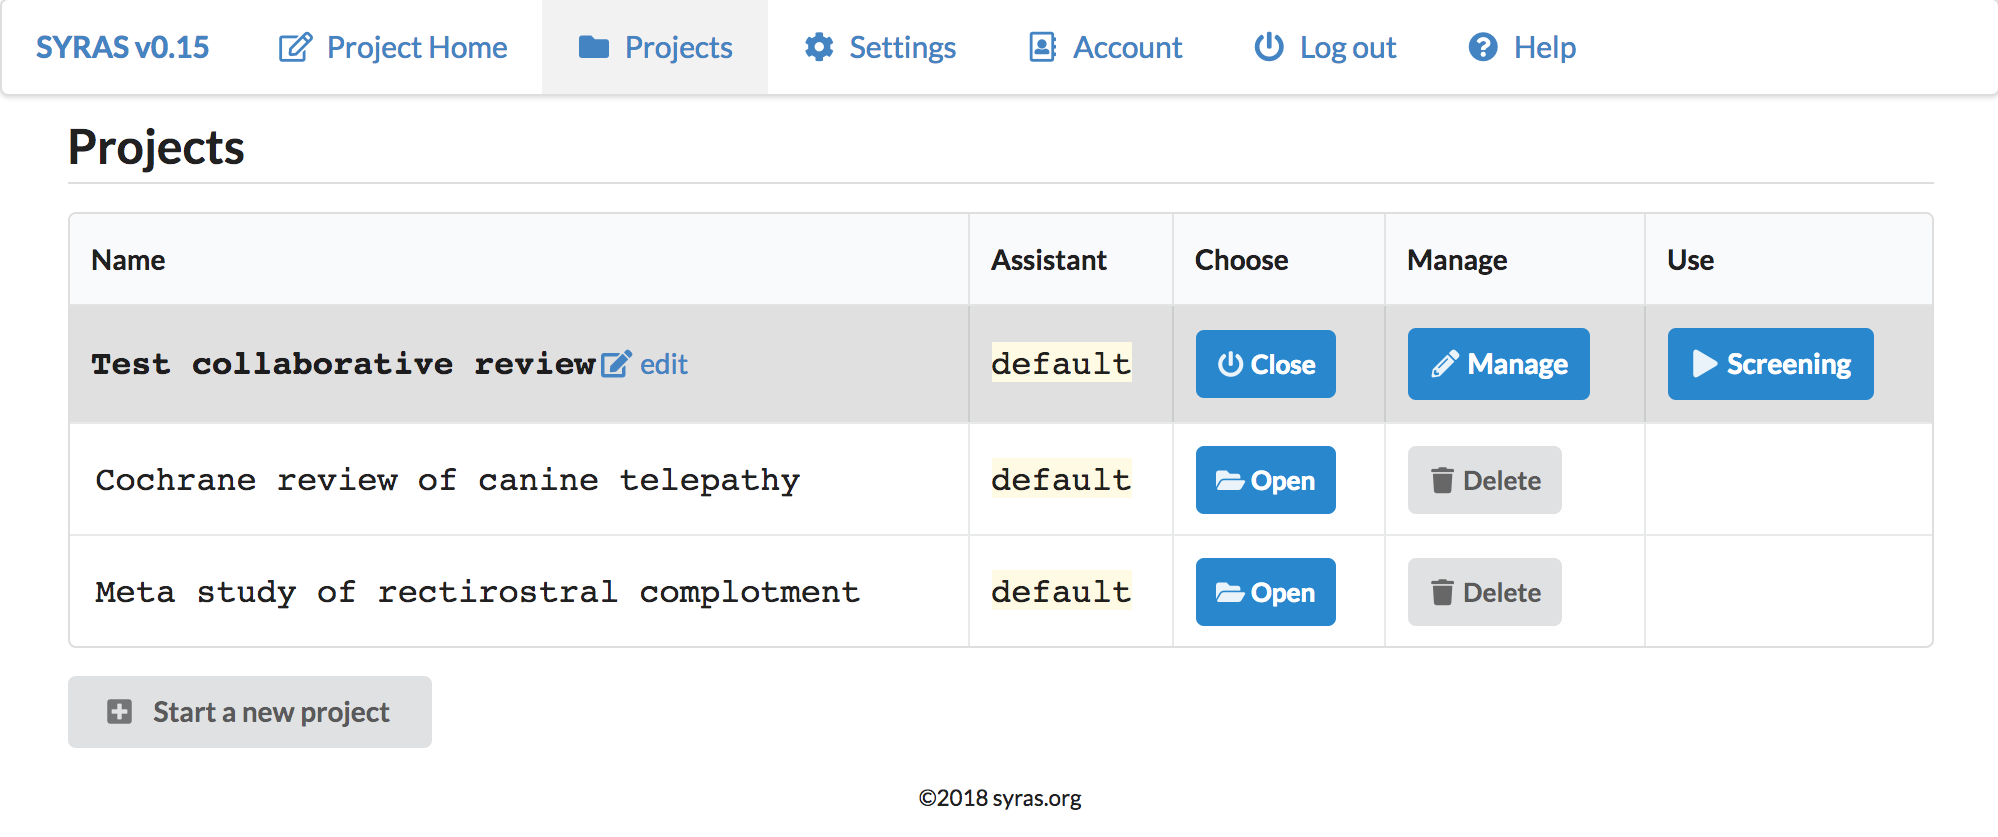 SYRAS v0.15 Project Home Projects Settings Account Log out Help
Projects
Name Assistant Choose Manage Use
Test collaborative review edit default Close Manage Screening
Cochrane review of canine telepathy default Open Delete
Meta study of rectirostral complotment default Open Delete
Start a new project
©2018 syras.org